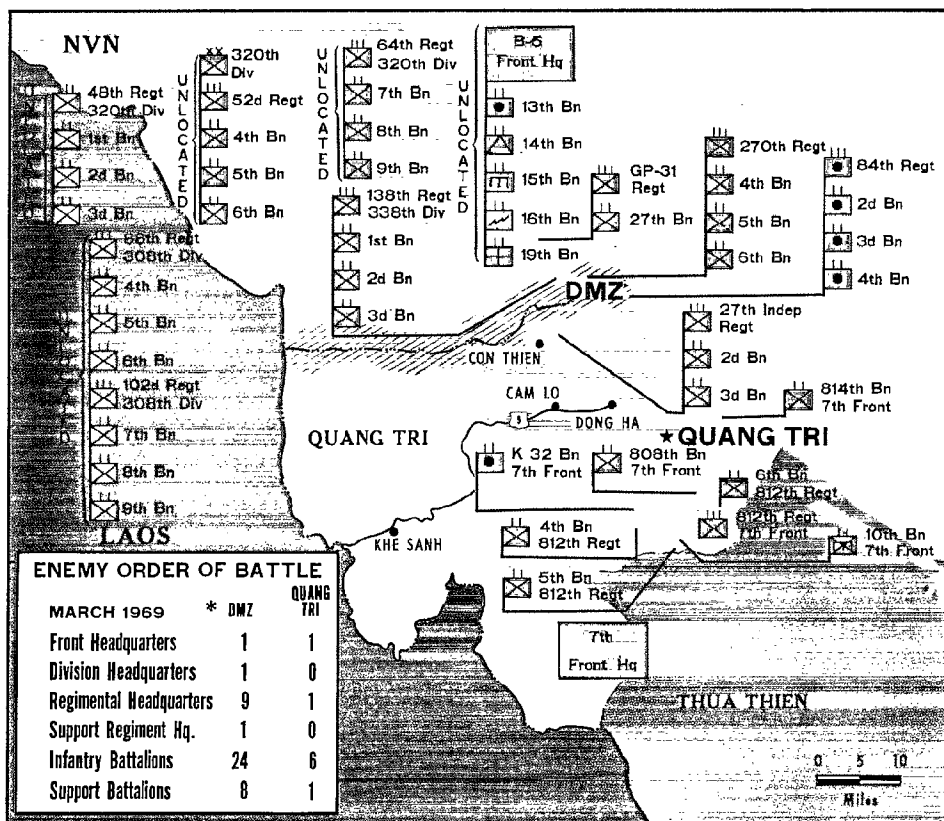 NVN
48th Regt
320th Div
1st Bn
2d Bn
3d Bn
UNLOCATED
320th
Div
52d Regt
4th Bn
5th Bn
6th Bn
UNLOCATED
64th Regt
320th Div
7th Bn
8th Bn
9th Bn
138th Regt
338th Div
1st Bn
2d Bn
3d Bn
UNLOCATED
B-5
Front Hq
13th Bn
14th Bn
15th Bn
16th Bn
19th Bn
GP-31
Regt
27th Bn
270th Regt
4th Bn
5th Bn
6th Bn
84th Regt
2d Bn
3d Bn
4th Bn
308th Div
4th Bn
5th Bn
6th Bn
102d Regt
308th Div
7th Bn
8th Bn
9th Bn
LAOS
DMZ
CON THIEN
27th Indep
Regt
2d Bn
3d Bn
814th Bn
7th Front
CAM LO
9
DONG HA
QUANG TRI
★QUANG TRI
K 32 Bn
7th Front
808th Bn
7th Front
6th Bn
812th Regt
812th Regt
7th Front
10th Bn
7th Front
KHE SANH
4th Bn
812th Regt
5th Bn
812th Regt
7th
Front Hq
THUA THIEN
0 5 10
Miles
ENEMY ORDER OF BATTLE
MARCH 1969 * DMZ QUANG TRI
Front Headquarters 1 1
Division Headquarters 1 0
Regimental Headquarters 9 1
Support Regiment Hq. 1 0
Infantry Battalions 24 6
Support Battalions 8 1